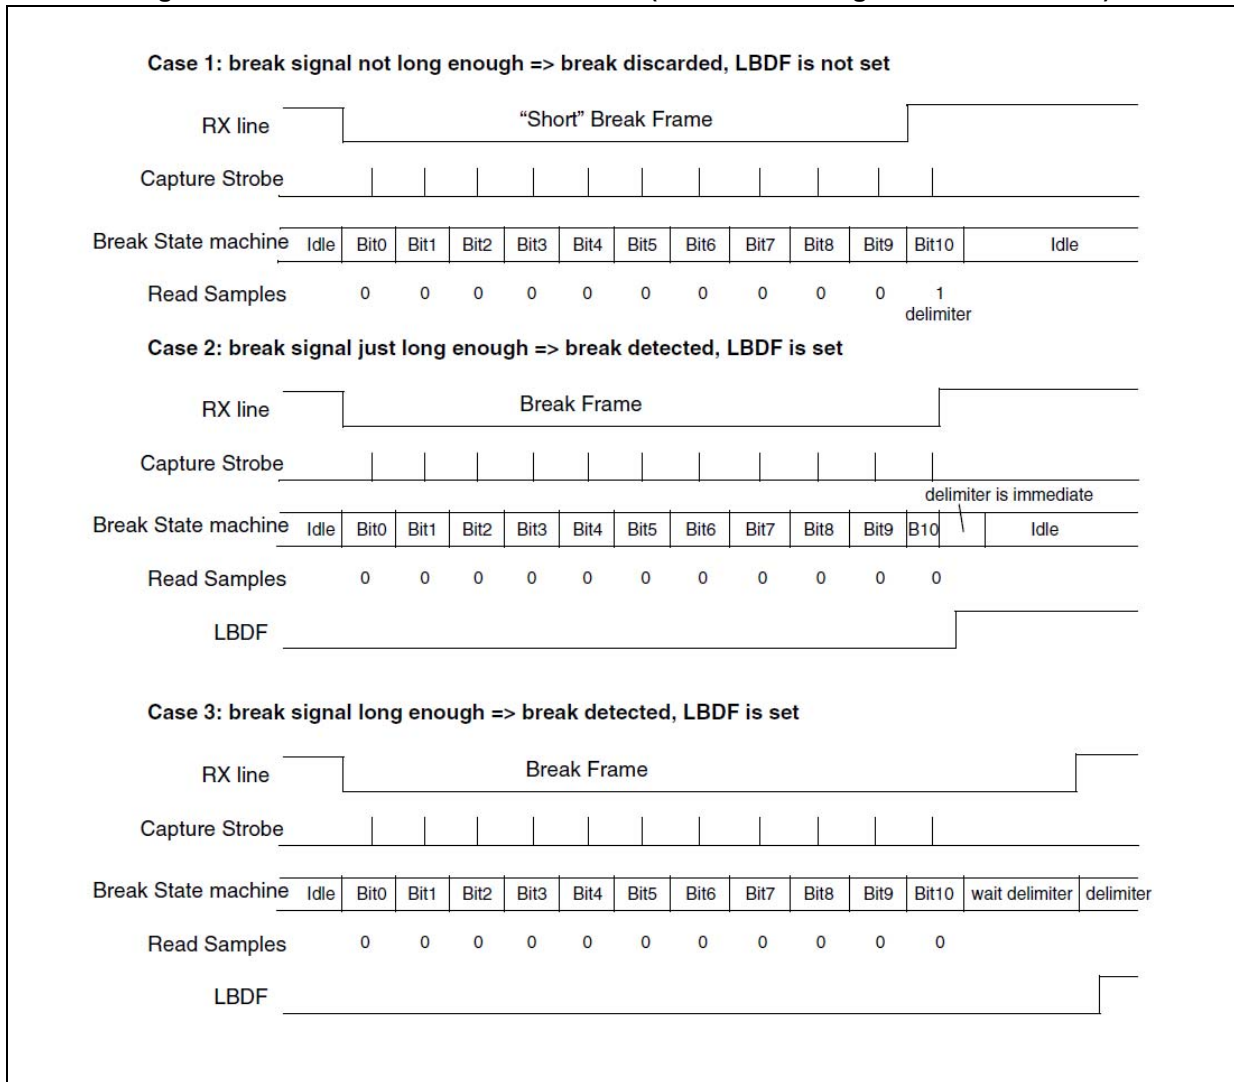 Case 1: break signal not long enough => break discarded, LBDF is not set
RX line
“Short” Break Frame
Capture Strobe
Break State machine Idle Bit0 Bit1 Bit2 Bit3 Bit4 Bit5 Bit6 Bit7 Bit8 Bit9 Bit10 Idle
Read Samples 0 0 0 0 0 0 0 0 0 0 1
delimiter
Case 2: break signal just long enough => break detected, LBDF is set
RX line
Break Frame
Capture Strobe
delimiter is immediate
Break State machine Idle Bit0 Bit1 Bit2 Bit3 Bit4 Bit5 Bit6 Bit7 Bit8 Bit9 B10 Idle
Read Samples 0 0 0 0 0 0 0 0 0 0 0
LBDF
Case 3: break signal long enough => break detected, LBDF is set
RX line
Break Frame
Capture Strobe
Break State machine Idle Bit0 Bit1 Bit2 Bit3 Bit4 Bit5 Bit6 Bit7 Bit8 Bit9 Bit10 wait delimiter delimiter
Read Samples 0 0 0 0 0 0 0 0 0 0 0
LBDF